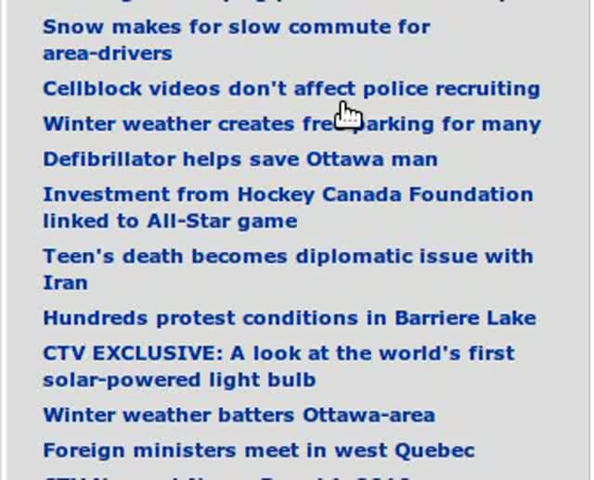 Snow makes for slow commute for
area-drivers
Cellblock videos don't affect police recruiting
Winter weather creates free parking for many
Defibrillator helps save Ottawa man
Investment from Hockey Canada Foundation
linked to All-Star game
Teen's death becomes diplomatic issue with
Iran
Hundreds protest conditions in Barriere Lake
CTV EXCLUSIVE: A look at the world's first
solar-powered light bulb
Winter weather batters Ottawa-area
Foreign ministers meet in west Quebec